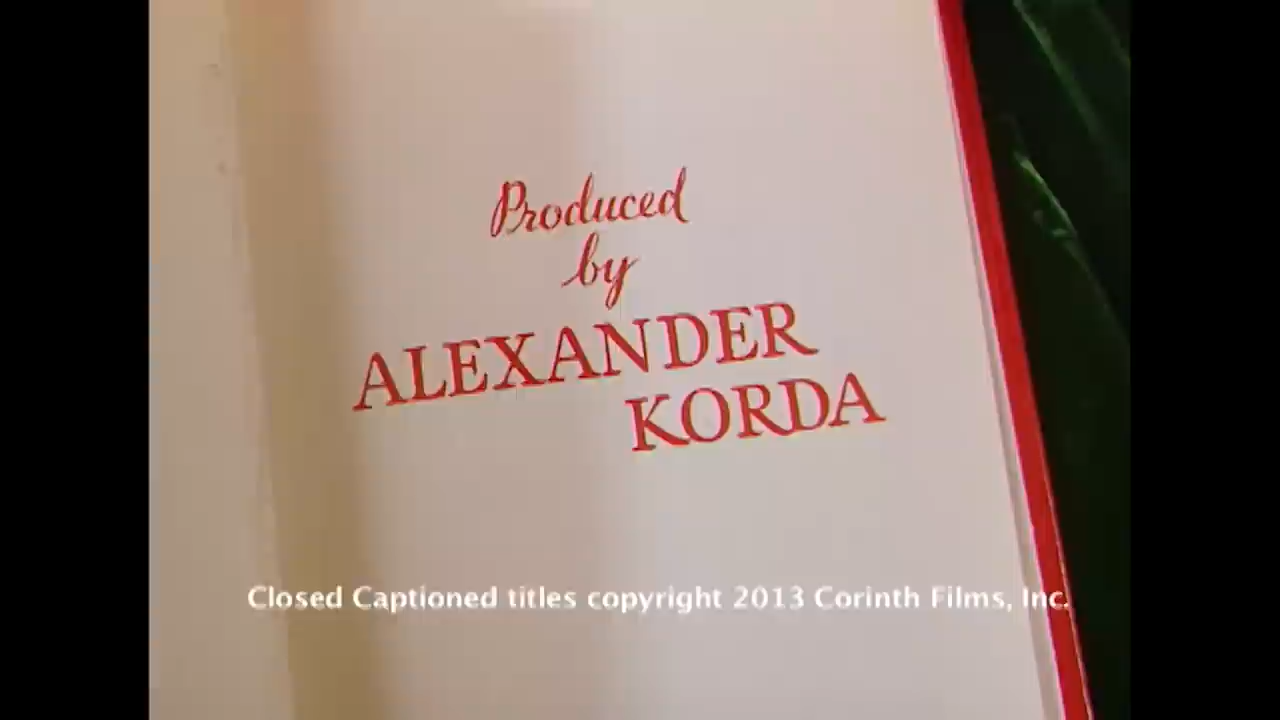 Produced
by
ALEXANDER
KORDA
Closed Captioned titles copyright 2013 Corinth Films, Inc.